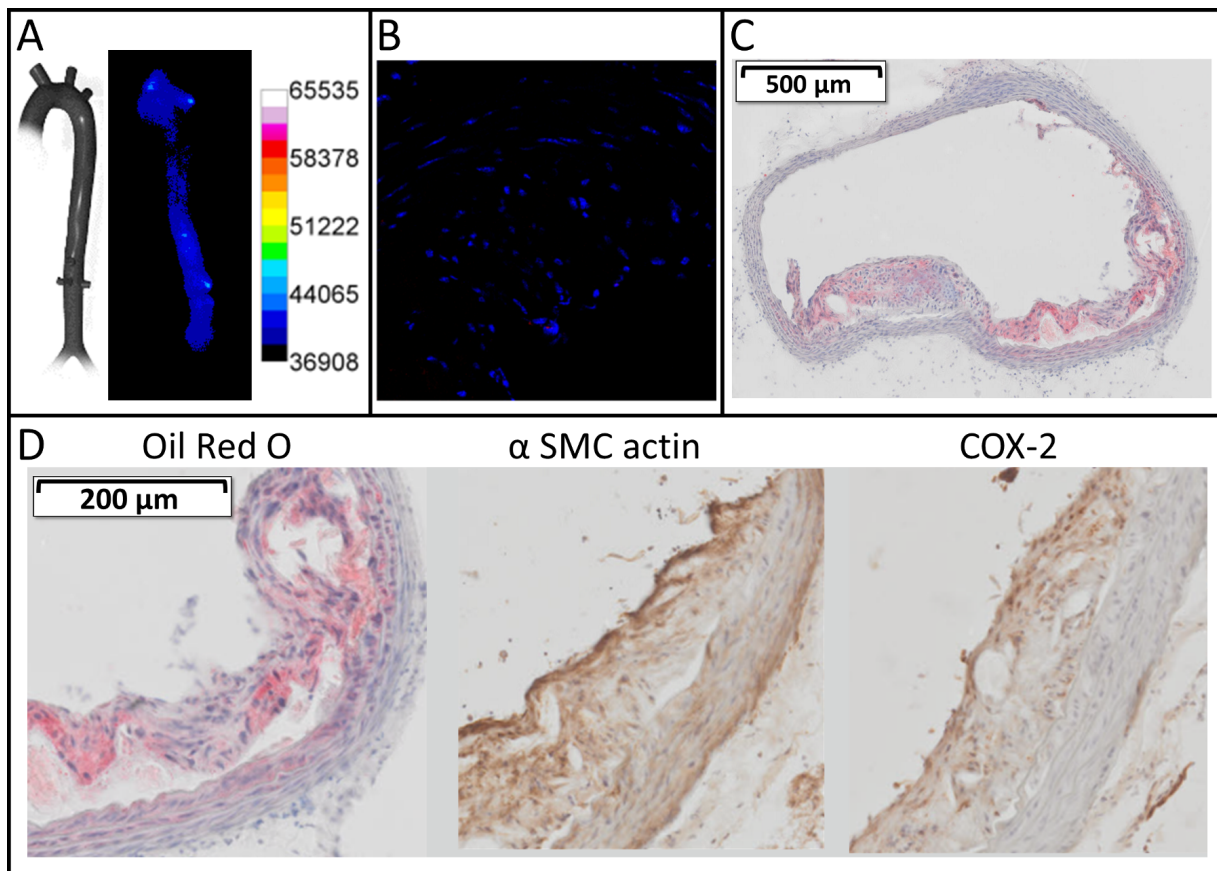 A
65535
58378
51222
44065
36908
B
C
500 µm
D
Oil Red O
α SMC actin
COX-2
200 µm